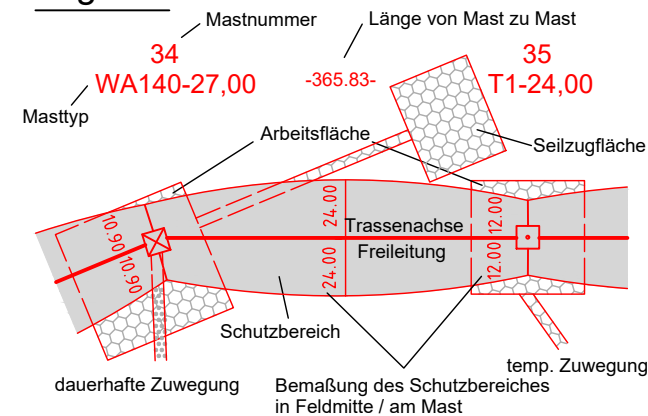 Mastnummer
Länge von Mast zu Mast
34
35
WA140-27,00
-365.83-
T1-24,00
Masttyp
Arbeitsfläche
Seilzugfläche
10.90
10.90
24.00
24.00
12.00
12.00
Trassenachse
Freileitung
Schutzbereich
temp. Zuwegung
dauerhafte Zuwegung
Bemaßung des Schutzbereiches
in Feldmitte / am Mast